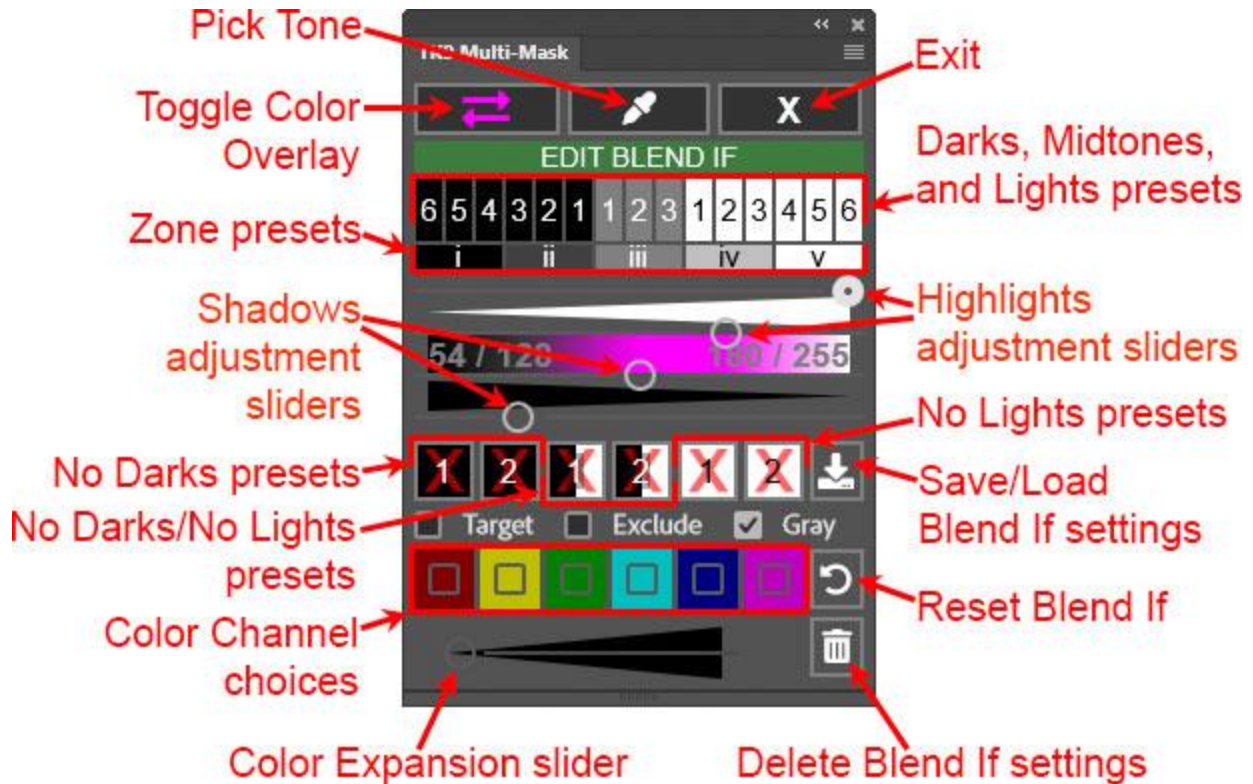 Pick Tone
TK9 Multi-Mask
Exit
Toggle Color
Overlay
X
EDIT BLEND IF
Darks, Midtones,
and Lights presets
6 5 4 3 2 1 1 2 3 1 2 3 4 5 6
Zone presets
i ii iii iv v
Shadows
adjustment
sliders
Highlights
adjustment sliders
54 / 128 190 / 255
No Lights presets
No Darks presets
1 2 1 2 1 2
Save/Load
Blend If settings
No Darks/No Lights
presets
Target Exclude Gray
Color Channel
choices
Reset Blend If
Color Expansion slider
Delete Blend If settings